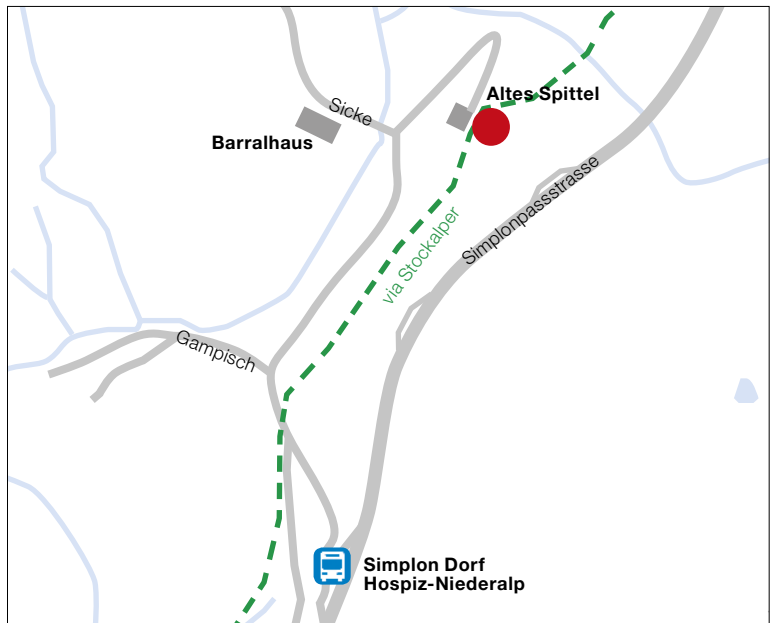 Altes Spittel
Sicke
Barralhaus
Simplonpassstrasse
via Stockalper
Gampisch
Simplon Dorf
Hospiz-Niederalp